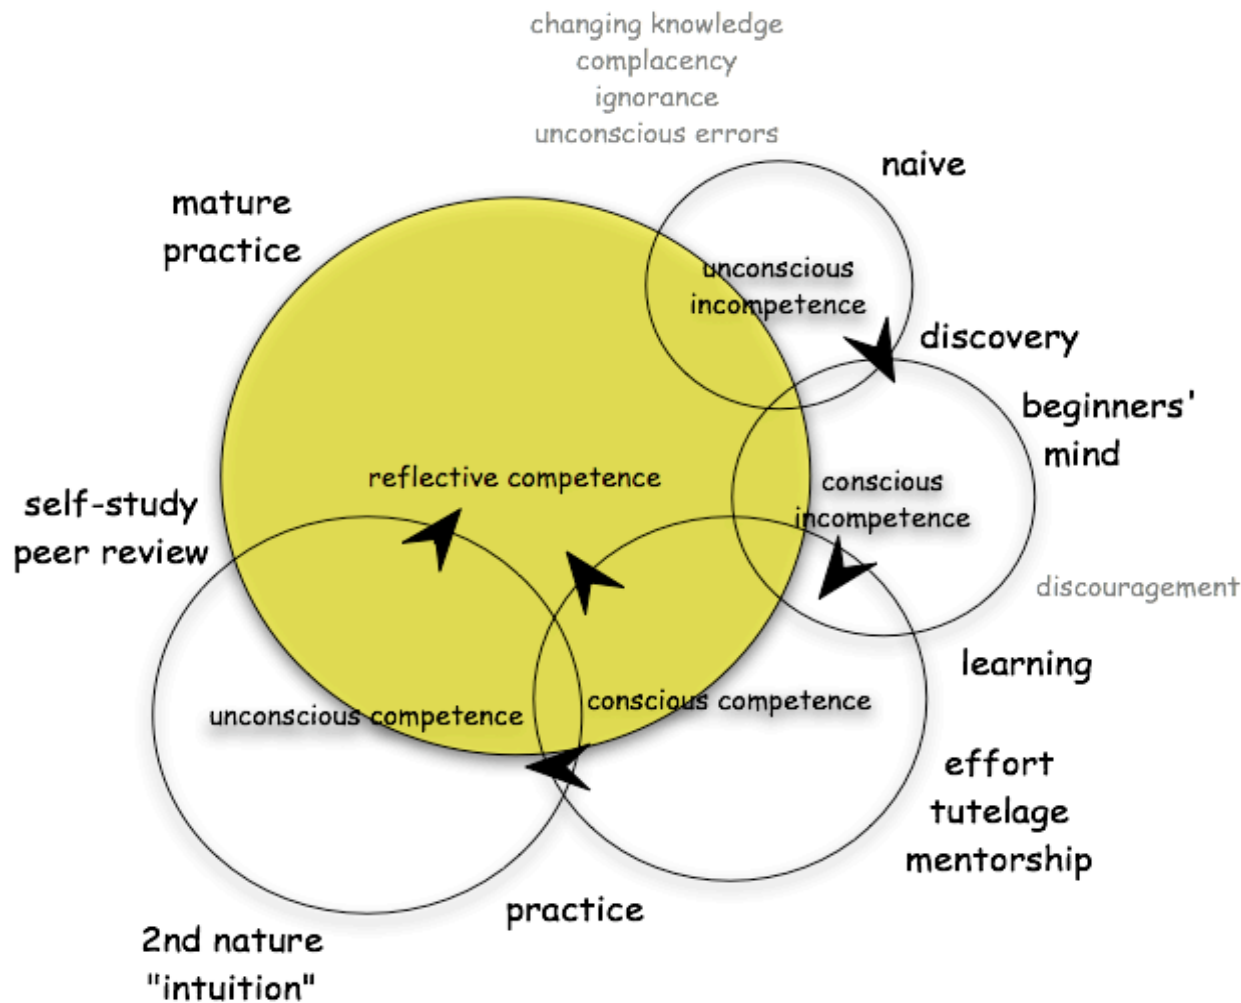 changing knowledge
complacency
ignorance
unconscious errors
naive
mature
practice
unconscious
incompetence
discovery
beginners'
mind
conscious
incompetence
reflective competence
self-study
peer review
discouragement
learning
conscious competence
unconscious competence
effort
tutelage
mentorship
practice
2nd nature
"intuition"